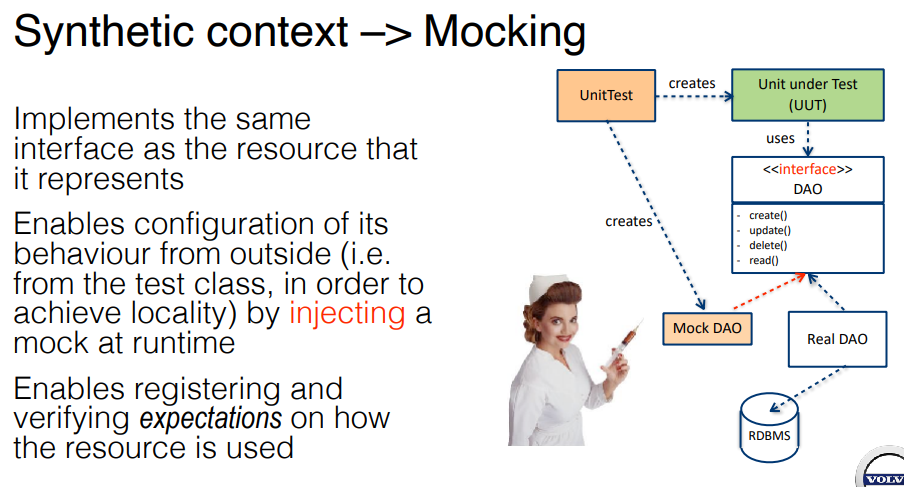 Synthetic context –> Mocking
Implements the same
interface as the resource that
it represents
Enables configuration of its
behaviour from outside (i.e.
from the test class, in order to
achieve locality) by injecting a
mock at runtime
Enables registering and
verifying expectations on how
the resource is used
UnitTest
creates
Unit under Test
(UUT)
uses
<<interface>>
DAO
- create()
- update()
- delete()
- read()
creates
Mock DAO
Real DAO
RDBMS
VOLV